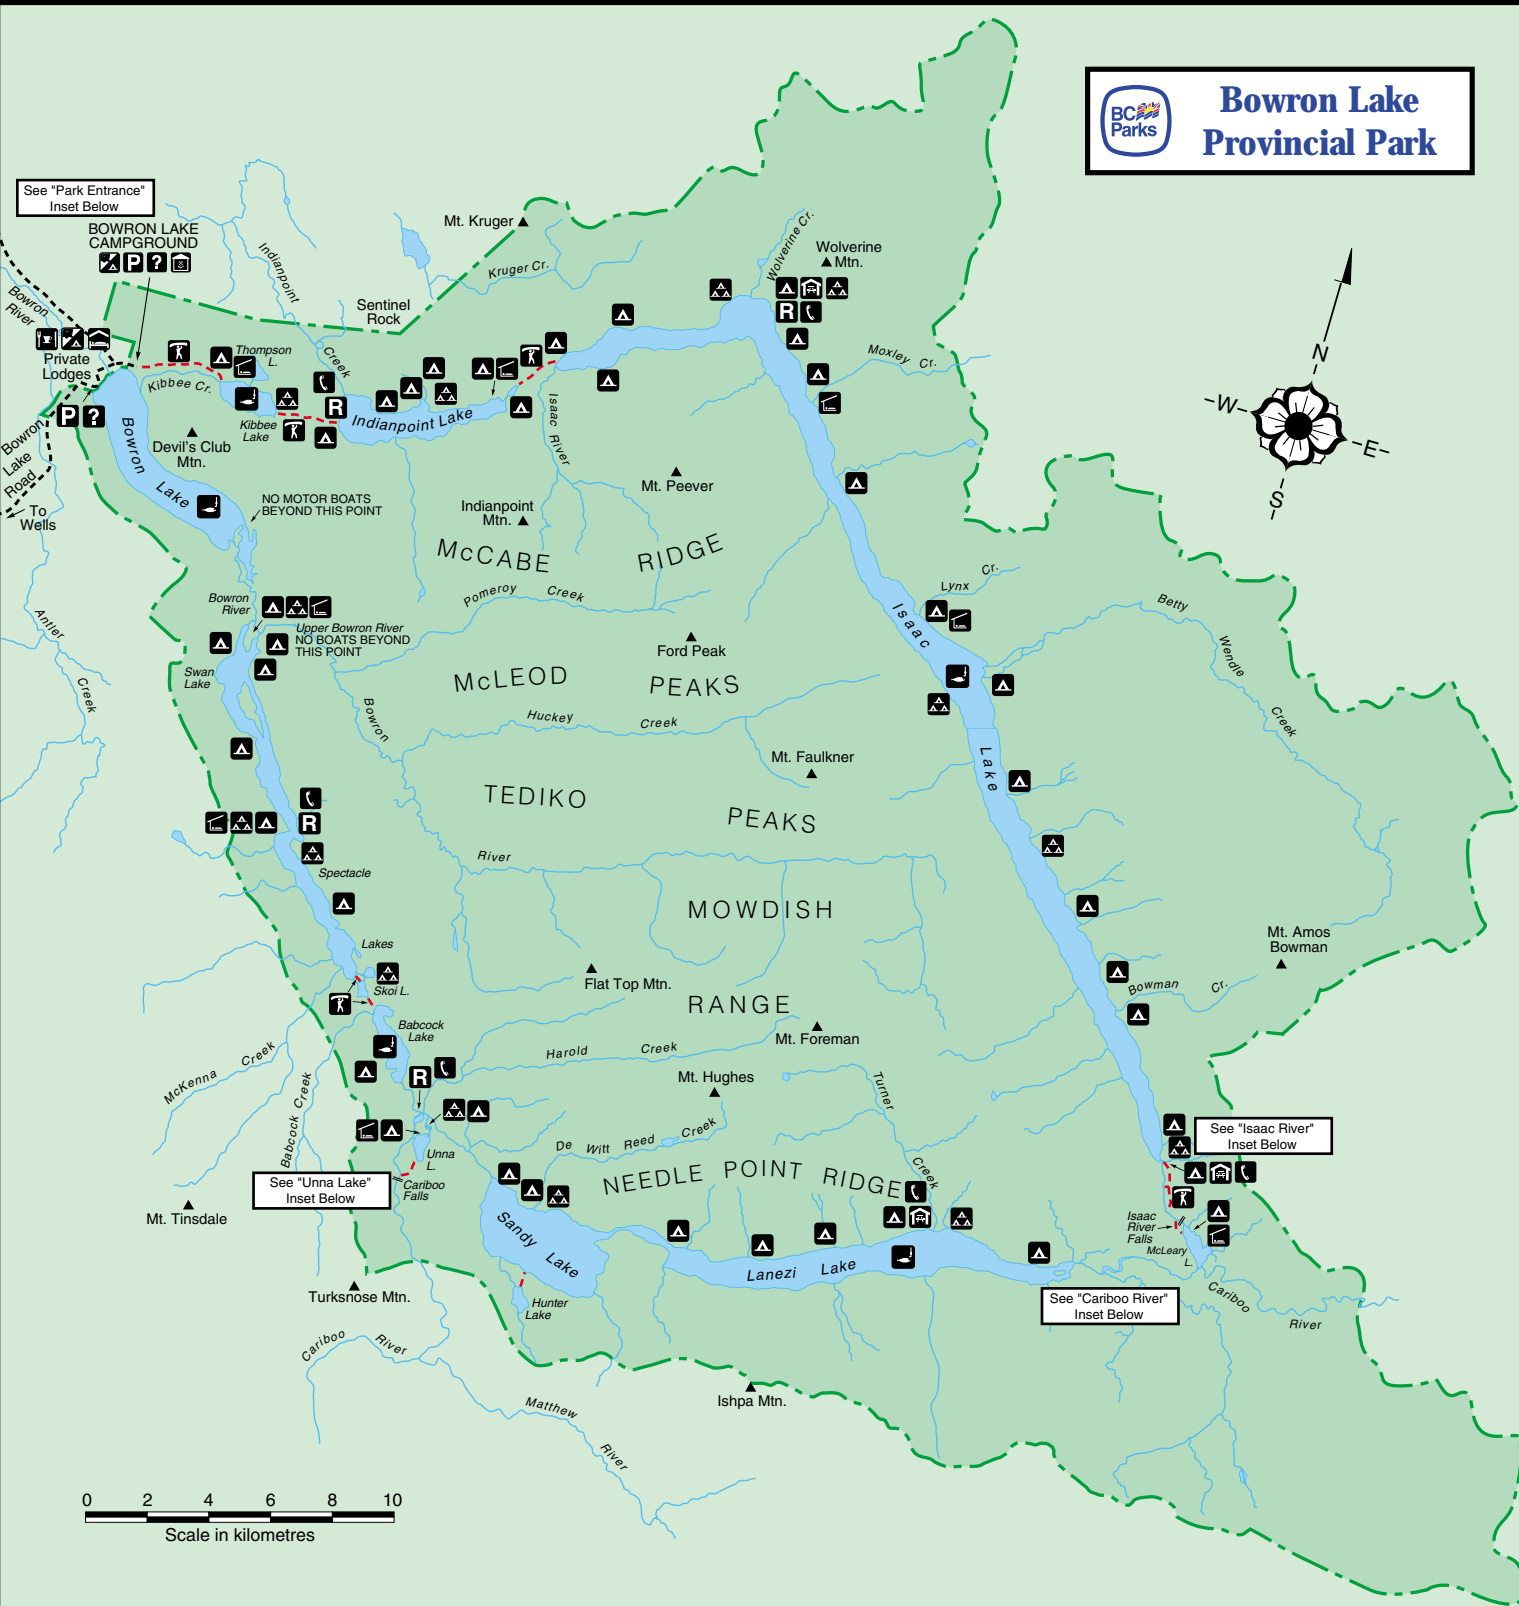 BC
Parks
Bowron Lake
Provincial Park
See "Park Entrance"
Inset Below
BOWRON LAKE
CAMPGROUND
P ?
Mt. Kruger
Kruger Cr.
Wolverine Cr.
Wolverine
Mtn.
R
Indianpoint
Creek
Sentinel
Rock
Bowron
River
Private
Lodges
P ?
Thompson
L.
Kibbee Cr.
Kibbee
Lake
R
Indianpoint Lake
Isaac River
Moxley Cr.
N
W
E
S
Bowron
Lake
Road
To
Wells
Bowron
Lake
Devil's Club
Mtn.
NO MOTOR BOATS
BEYOND THIS POINT
Indianpoint
Mtn.
Mt. Peever
McCABE RIDGE
Pomeroy Creek
Lynx Cr.
Isaac
Lake
Betty
Wendle
Creek
Antler
Creek
Bowron
River
Upper Bowron River
NO BOATS BEYOND
THIS POINT
Swan
Lake
Ford Peak
McLEOD PEAKS
Bowron
Huckey Creek
Mt. Faulkner
TEDIKO PEAKS
R
River
Spectacle
Lakes
MOWDISH
RANGE
Mt. Amos
Bowman
Flat Top Mtn.
Bowman Cr.
Skoi L.
Babcock
Lake
Mt. Foreman
Harold Creek
McKenna Creek
Babcock Creek
R
Mt. Hughes
Turner
Creek
De Witt Reed Creek
NEEDLE POINT RIDGE
See "Isaac River"
Inset Below
Unna
L.
Cariboo
Falls
See "Unna Lake"
Inset Below
Mt. Tinsdale
Sandy Lake
Isaac
River
Falls
McLeary
L.
Lanezi Lake
Turksnose Mtn.
Hunter
Lake
See "Cariboo River"
Inset Below
Cariboo
River
Cariboo River
Ishpa Mtn.
Matthew
River
0 2 4 6 8 10
Scale in kilometres